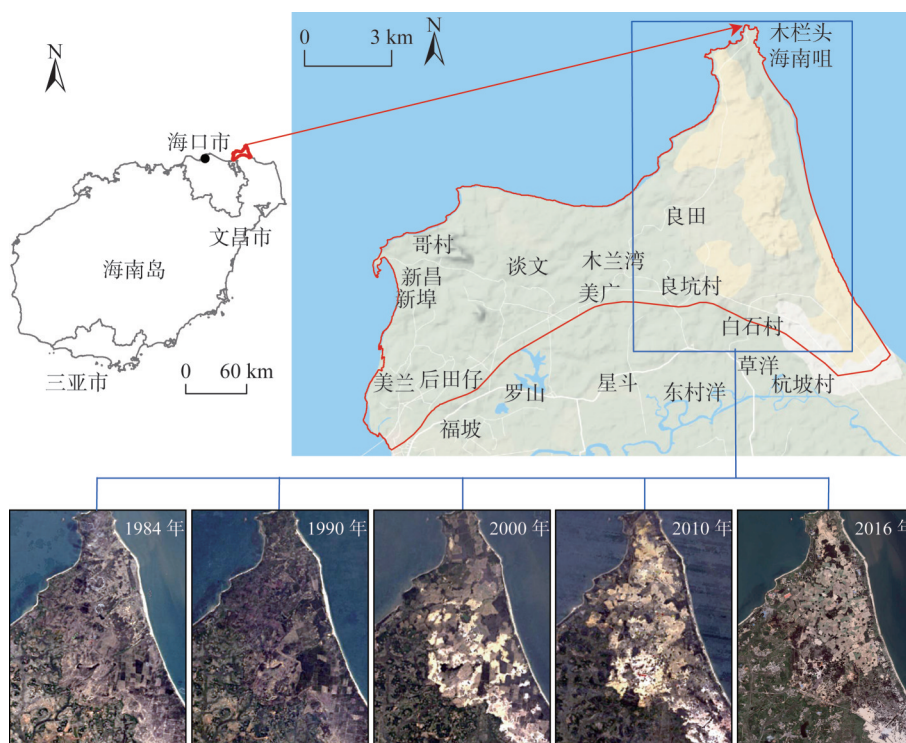 N
海口市
文昌市
海南岛
三亚市
0 60 km
0 3 km
N
木栏头
海南咀
良田
哥村
谈文
木兰湾
新昌
美广
良坑村
新埠
白石村
美兰
后田仔
罗山
星斗
东村洋
草洋
杭坡村
福坡
1984 年
1990 年
2000 年
2010 年
2016 年